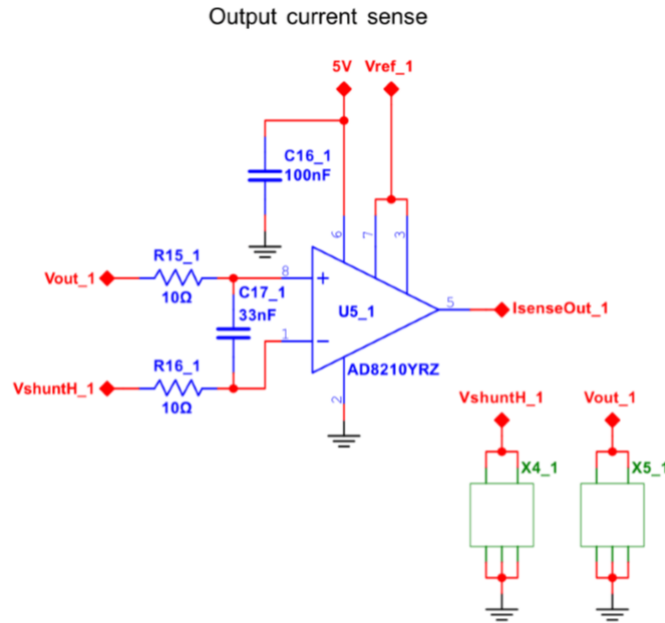 Output current sense
5V
Vref_1
C16_1
100nF
6
7
3
R15_1
Vout_1
10Ω
8
+
C17_1
33nF
U5_1
5
IsenseOut_1
1
−
R16_1
VshuntH_1
10Ω
AD8210YRZ
2
VshuntH_1
Vout_1
X4_1
X5_1